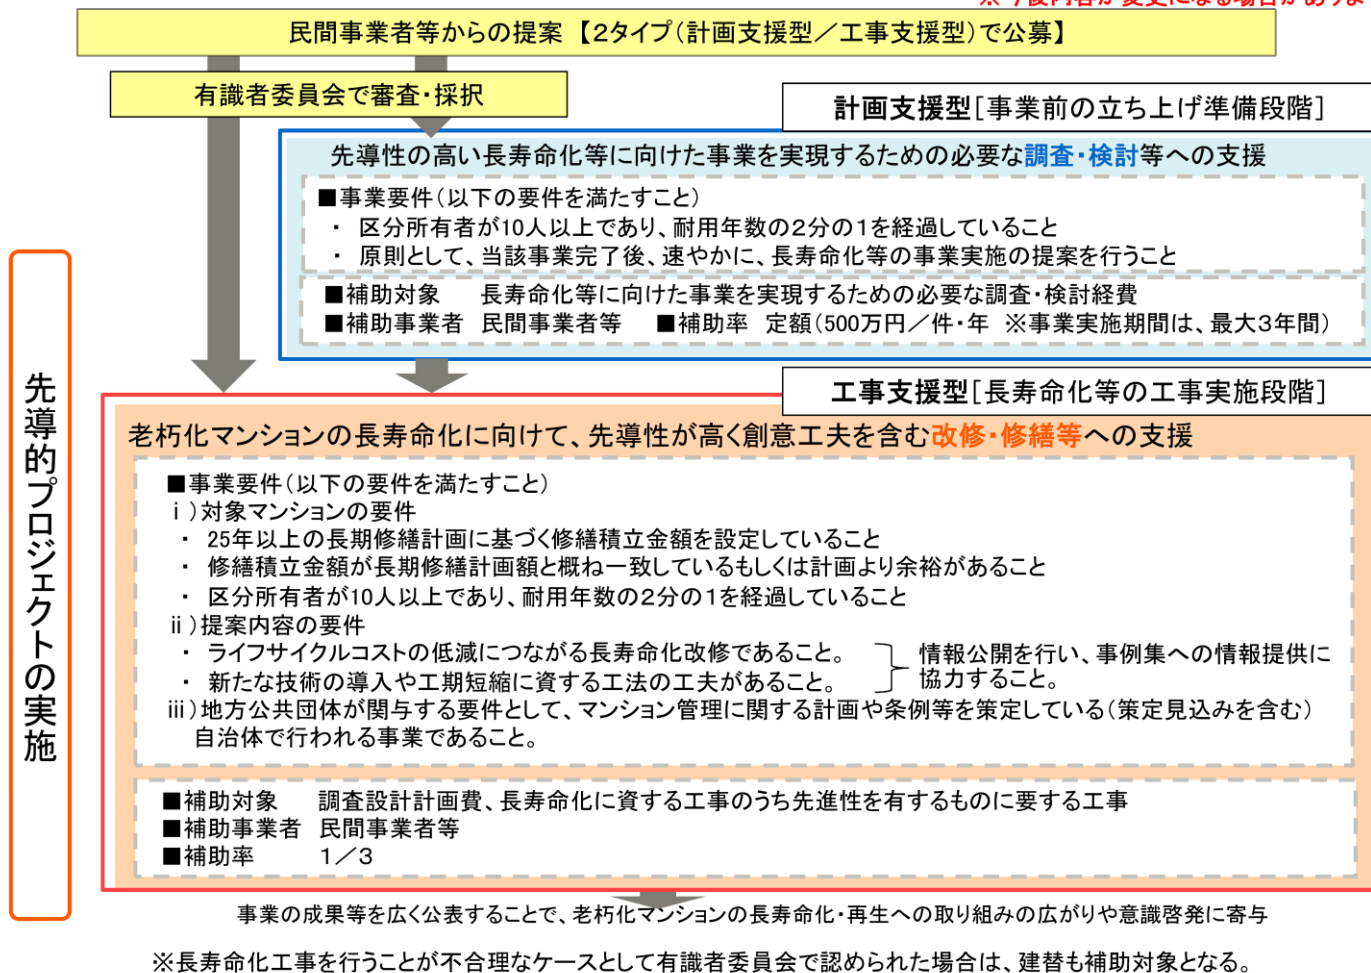 ※今後内容が変更になる場合がありま
民間事業者等からの提案 【2タイプ(計画支援型／工事支援型)で公募】
有識者委員会で審査・採択
計画支援型[事業前の立ち上げ準備段階]
先導性の高い長寿命化等に向けた事業を実現するための必要な調査・検討等への支援
■事業要件(以下の要件を満たすこと)
・ 区分所有者が10人以上であり、耐用年数の2分の1を経過していること
・ 原則として、当該事業完了後、速やかに、長寿命化等の事業実施の提案を行うこと
■補助対象 長寿命化等に向けた事業を実現するための必要な調査・検討経費
■補助事業者 民間事業者等 ■補助率 定額(500万円／件・年 ※事業実施期間は、最大3年間)
先導的プロジェクトの実施
工事支援型[長寿命化等の工事実施段階]
老朽化マンションの長寿命化に向けて、先導性が高く創意工夫を含む改修・修繕等への支援
■事業要件(以下の要件を満たすこと)
ⅰ)対象マンションの要件
・ 25年以上の長期修繕計画に基づく修繕積立金額を設定していること
・ 修繕積立金額が長期修繕計画額と概ね一致しているもしくは計画より余裕があること
・ 区分所有者が10人以上であり、耐用年数の2分の1を経過していること
ⅱ)提案内容の要件
・ ライフサイクルコストの低減につながる長寿命化改修であること。
・ 新たな技術の導入や工期短縮に資する工法の工夫があること。
情報公開を行い、事例集への情報提供に
協力すること。
ⅲ)地方公共団体が関与する要件として、マンション管理に関する計画や条例等を策定している(策定見込みを含む)
自治体で行われる事業であること。
■補助対象 調査設計計画費、長寿命化に資する工事のうち先進性を有するものに要する工事
■補助事業者 民間事業者等
■補助率 1／3
事業の成果等を広く公表することで、老朽化マンションの長寿命化・再生への取り組みの広がりや意識啓発に寄与
※長寿命化工事を行うことが不合理なケースとして有識者委員会で認められた場合は、建替も補助対象となる。